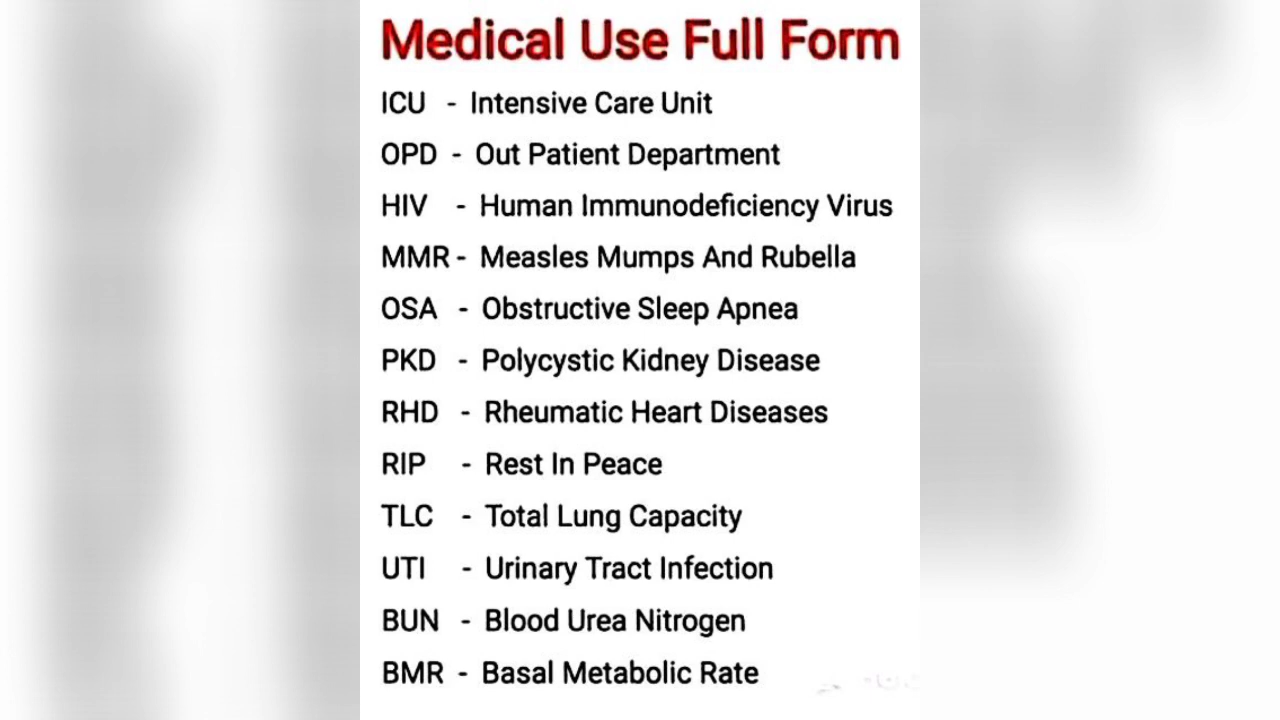 Medical Use Full Form
ICU - Intensive Care Unit
OPD - Out Patient Department
HIV - Human Immunodeficiency Virus
MMR - Measles Mumps And Rubella
OSA - Obstructive Sleep Apnea
PKD - Polycystic Kidney Disease
RHD - Rheumatic Heart Diseases
RIP - Rest In Peace
TLC - Total Lung Capacity
UTI - Urinary Tract Infection
BUN - Blood Urea Nitrogen
BMR - Basal Metabolic Rate